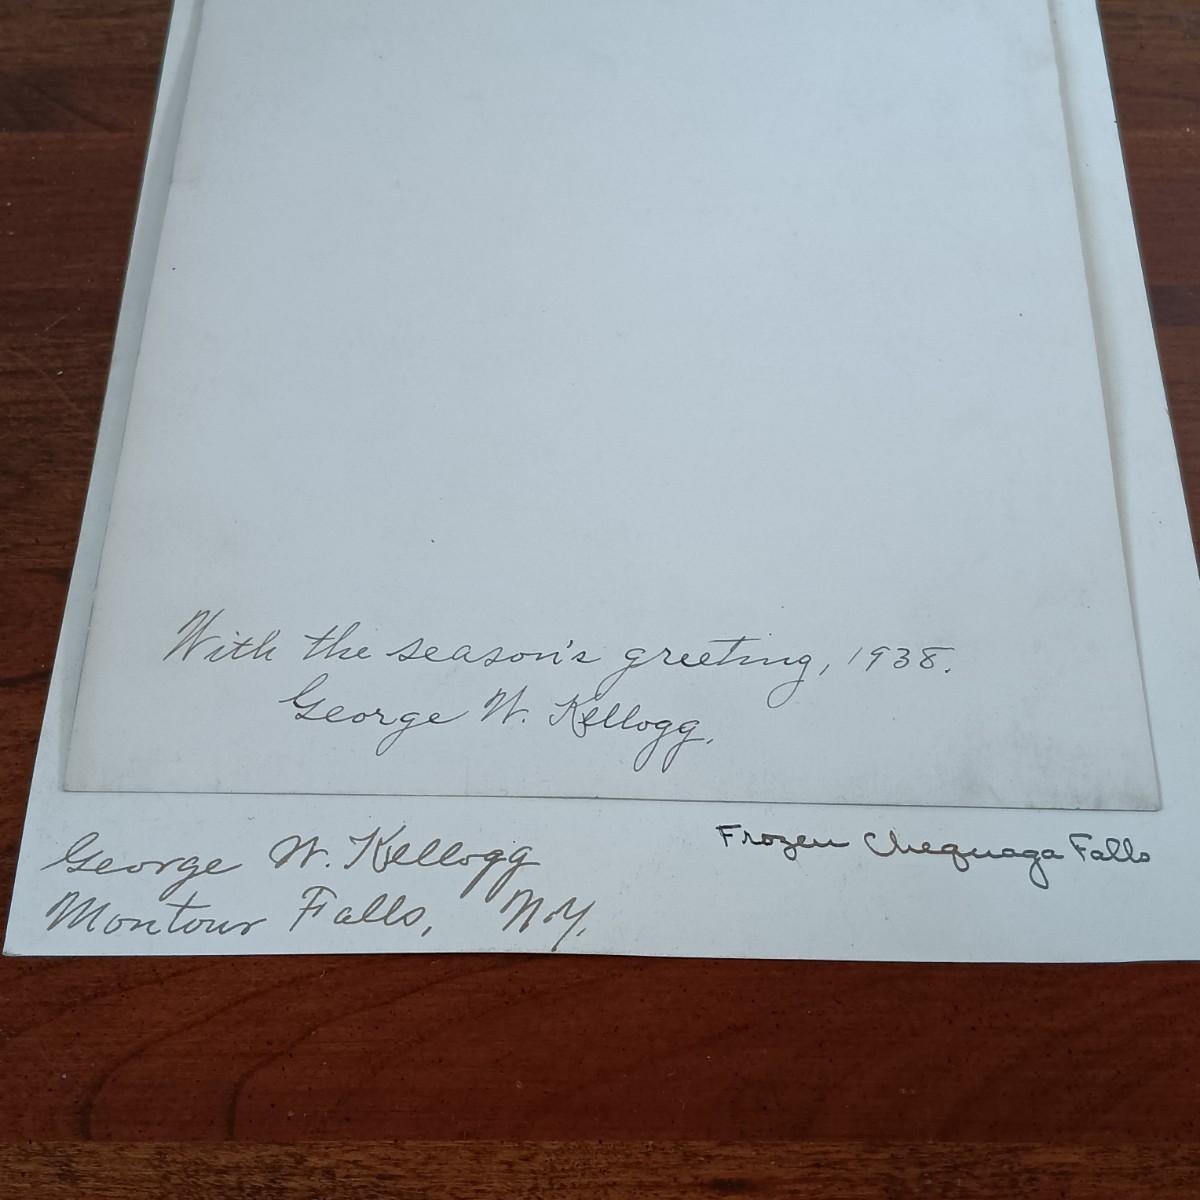 With the season's greeting, 1938.
George W. Kellogg.
George W. Kellogg
Montour Falls, N.Y.
Frozen Chequaga Falls